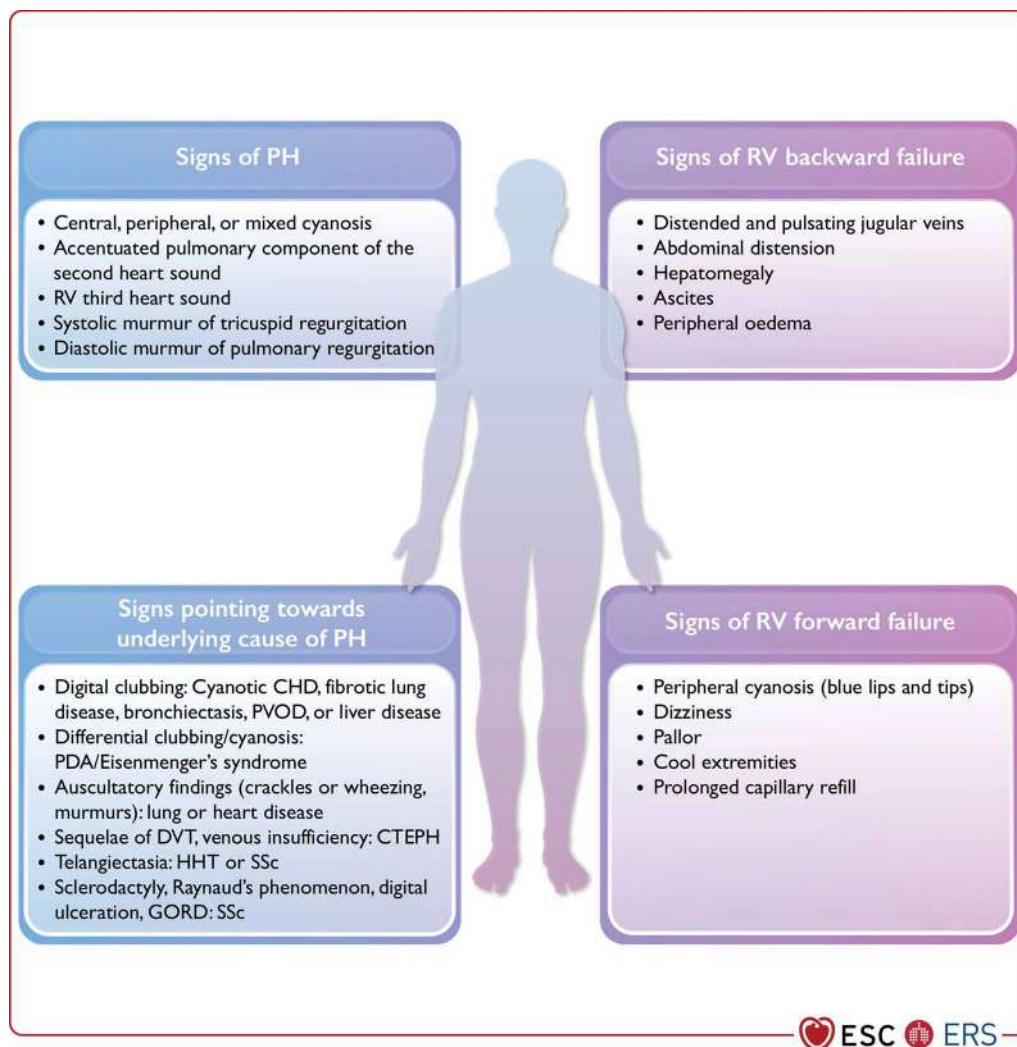 Signs of PH
• Central, peripheral, or mixed cyanosis
• Accentuated pulmonary component of the
second heart sound
• RV third heart sound
• Systolic murmur of tricuspid regurgitation
• Diastolic murmur of pulmonary regurgitation
Signs of RV backward failure
• Distended and pulsating jugular veins
• Abdominal distension
• Hepatomegaly
• Ascites
• Peripheral oedema
Signs pointing towards
underlying cause of PH
• Digital clubbing: Cyanotic CHD, fibrotic lung
disease, bronchiectasis, PVOD, or liver disease
• Differential clubbing/cyanosis:
PDA/Eisenmenger's syndrome
• Auscultatory findings (crackles or wheezing,
murmurs): lung or heart disease
• Sequelae of DVT, venous insufficiency: CTEPH
• Telangiectasia: HHT or SSc
• Sclerodactyly, Raynaud's phenomenon, digital
ulceration, GORD: SSc
Signs of RV forward failure
• Peripheral cyanosis (blue lips and tips)
• Dizziness
• Pallor
• Cool extremities
• Prolonged capillary refill
ESC ERS